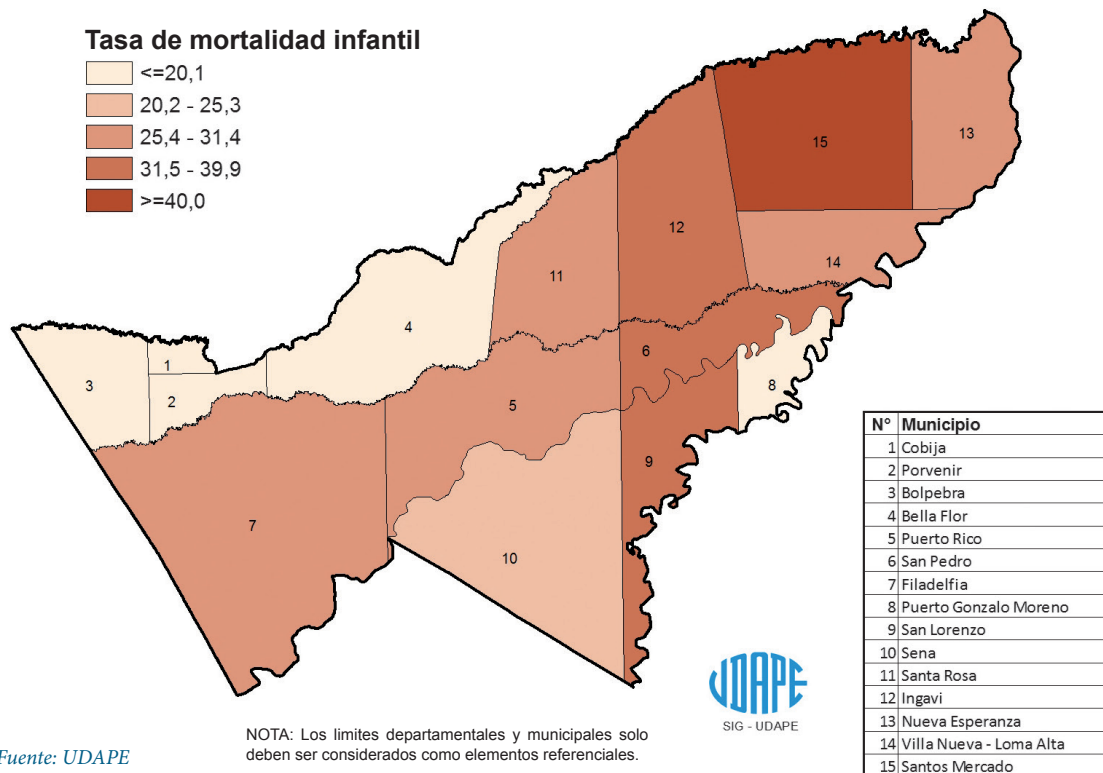 Tasa de mortalidad infantil
<=20,1
20,2 - 25,3
25,4 - 31,4
31,5 - 39,9
>=40,0
15
13
12
14
11
4
6
1
3
2
8
5
9
7
10
N° Municipio
1 Cobija
2 Porvenir
3 Bolpebra
4 Bella Flor
5 Puerto Rico
6 San Pedro
7 Filadelfia
8 Puerto Gonzalo Moreno
9 San Lorenzo
10 Sena
11 Santa Rosa
12 Ingavi
13 Nueva Esperanza
14 Villa Nueva - Loma Alta
15 Santos Mercado
UDAPE
SIG - UDAPE
NOTA: Los limites departamentales y municipales solo
deben ser considerados como elementos referenciales.
Fuente: UDAPE